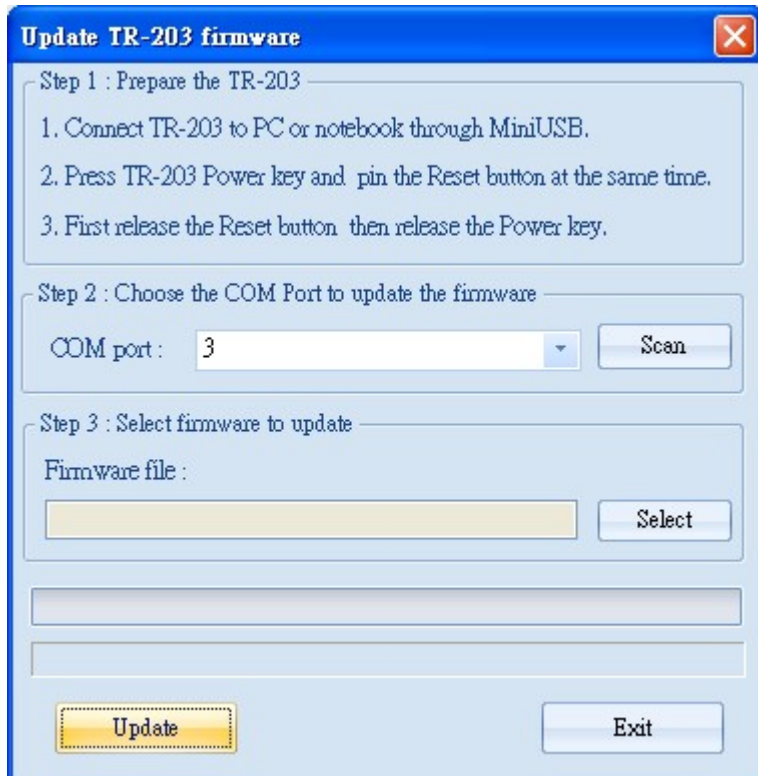 Update TR-203 firmware
Step 1 : Prepare the TR-203
1. Connect TR-203 to PC or notebook through MiniUSB.
2. Press TR-203 Power key and pin the Reset button at the same time.
3. First release the Reset button then release the Power key.
Step 2 : Choose the COM Port to update the firmware
COM port : 3 Scan
Step 3 : Select firmware to update
Firmware file :
Select
Update Exit